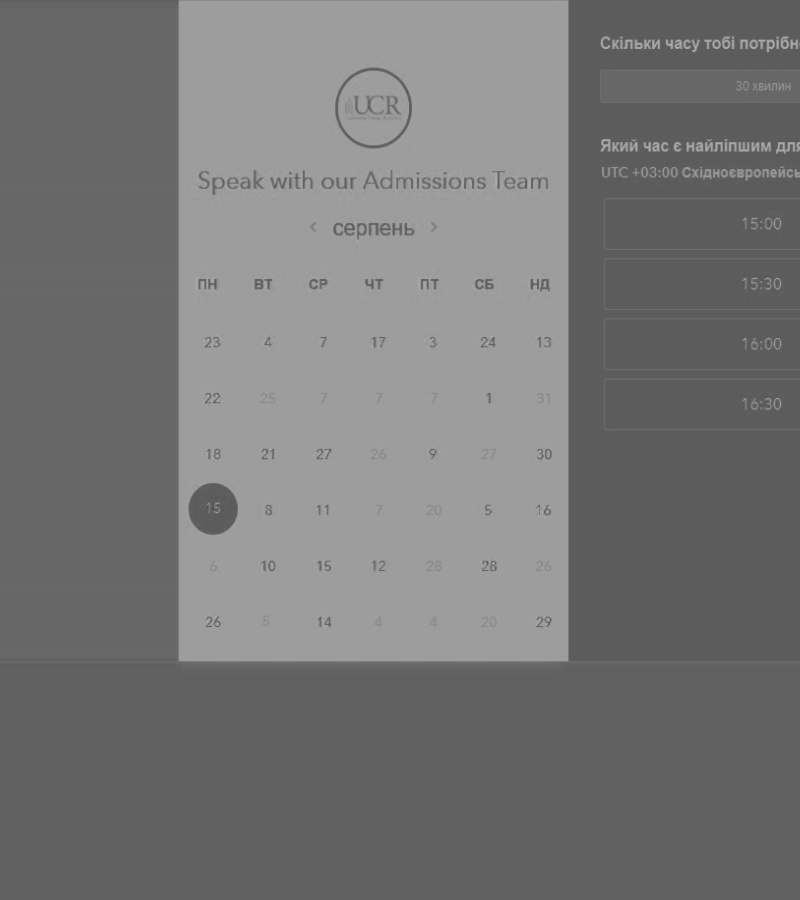 UCR
Speak with our Admissions Team
серпень
ПН ВТ СР ЧТ ПТ СБ НД
23 4 7 17 3 24 13
22 25 7 7 7 1 31
18 21 27 26 9 27 30
15 8 11 7 20 5 16
6 10 15 12 28 28 26
26 5 14 4 4 20 29
Скільки часу тобі потрібн
30 хвилин
Який час є найліпшим для
UTC +03:00 Східноєвропейсь
15:00
15:30
16:00
16:30